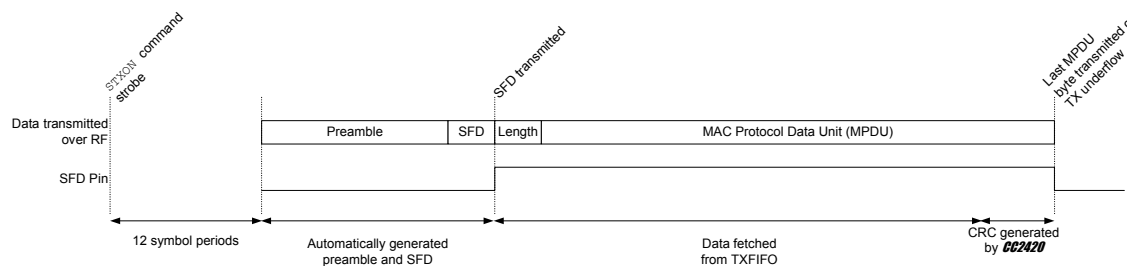 STXON command
strobe
SFD transmitted
Last MPDU
byte transmitted
TX underflow
Data transmitted
over RF
Preamble
SFD
Length
MAC Protocol Data Unit (MPDU)
SFD Pin
12 symbol periods
Automatically generated
preamble and SFD
Data fetched
from TXFIFO
CRC generated
by CC2420